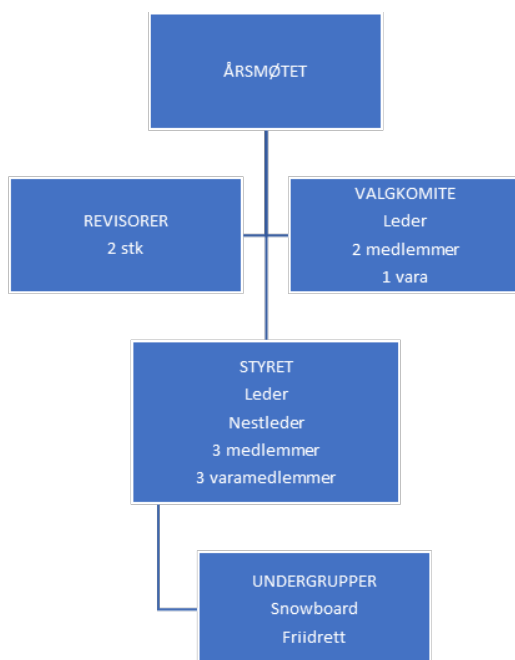 ÅRSMØTET
REVISORER
2 stk
VALGKOMITE
Leder
2 medlemmer
1 vara
STYRET
Leder
Nestleder
3 medlemmer
3 varamedlemmer
UNDERGRUPPER
Snowboard
Friidrett